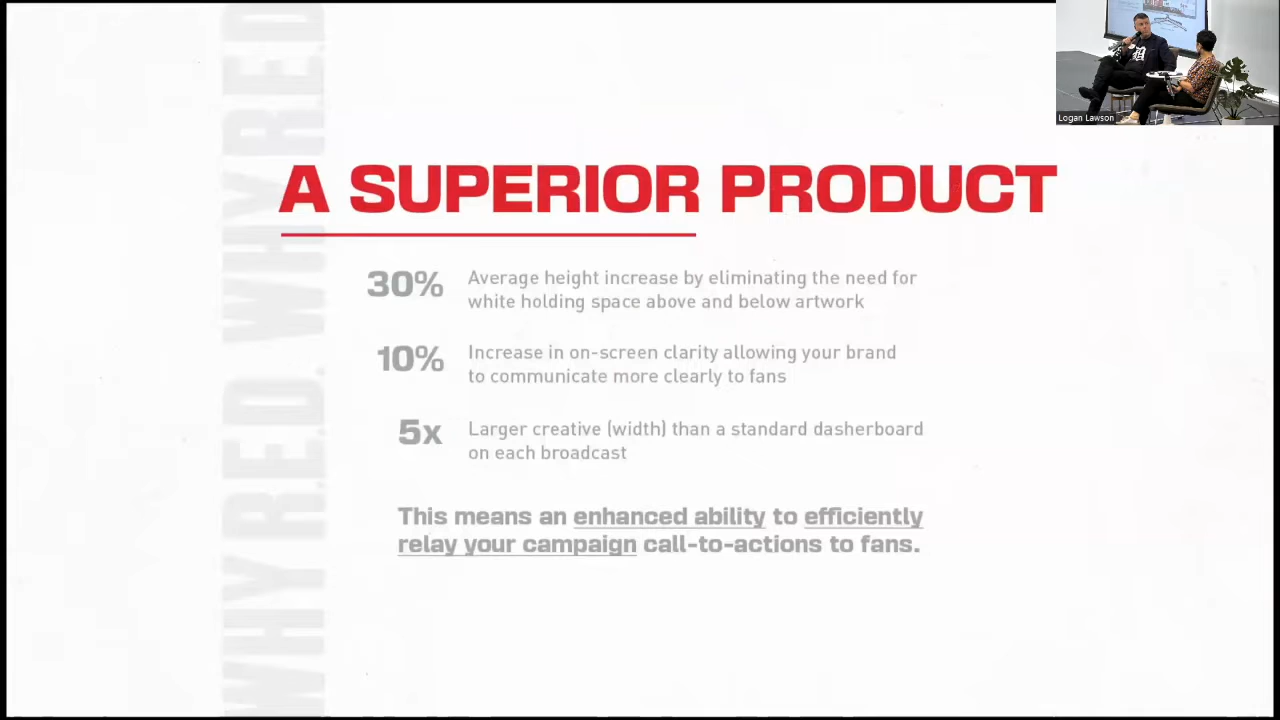 Logan Lawson
WHY R.E.D. WHY R.E.D
A SUPERIOR PRODUCT
30%
Average height increase by eliminating the need for
white holding space above and below artwork
10%
Increase in on-screen clarity allowing your brand
to communicate more clearly to fans
5x
Larger creative (width) than a standard dasherboard
on each broadcast
This means an enhanced ability to efficiently
relay your campaign call-to-actions to fans.